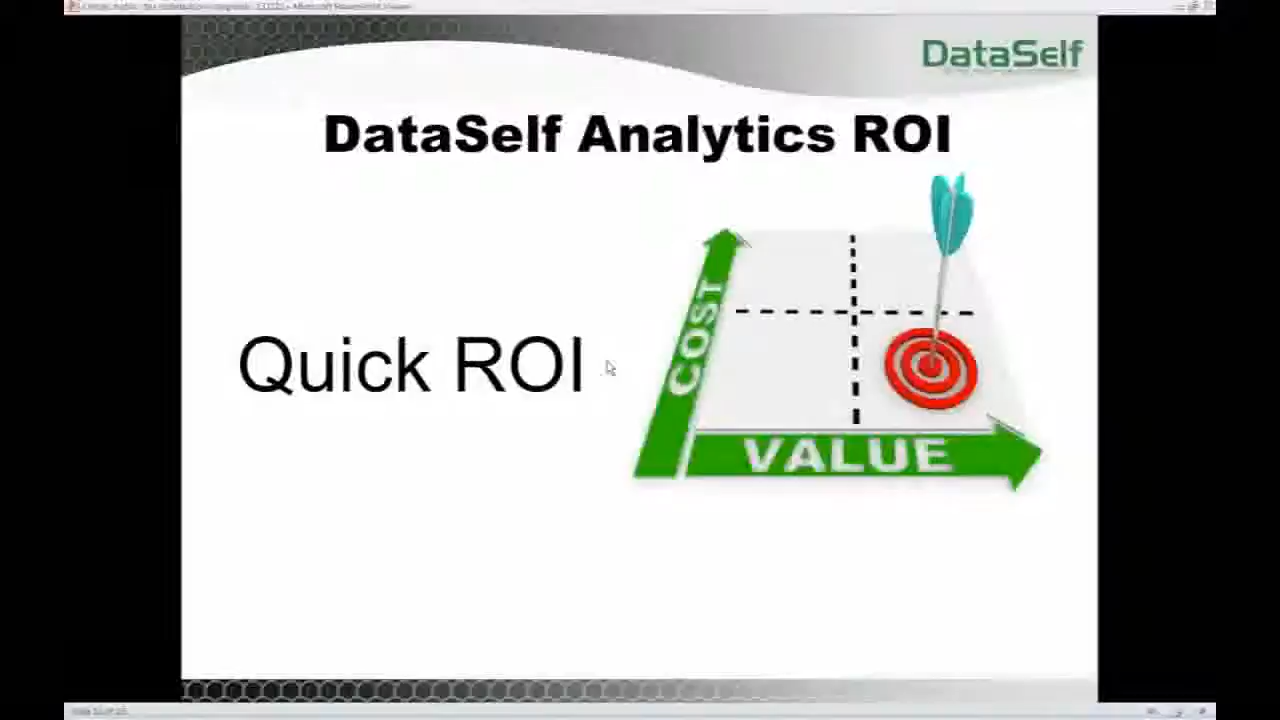 DataSelf
DataSelf Analytics ROI
Quick ROI
COST
VALUE